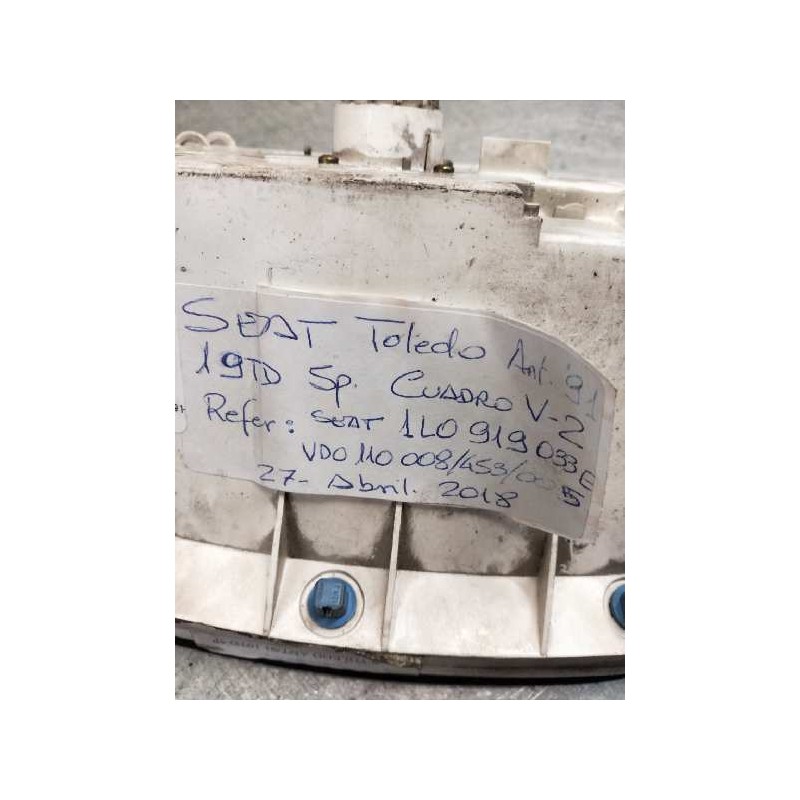 SEAT Toledo Ant. '91
19TD Sp. CUADRO V-2
Refer: SEAT 1L0 919 033 E
VDO 110 008/453/005
27- Abril. 2018